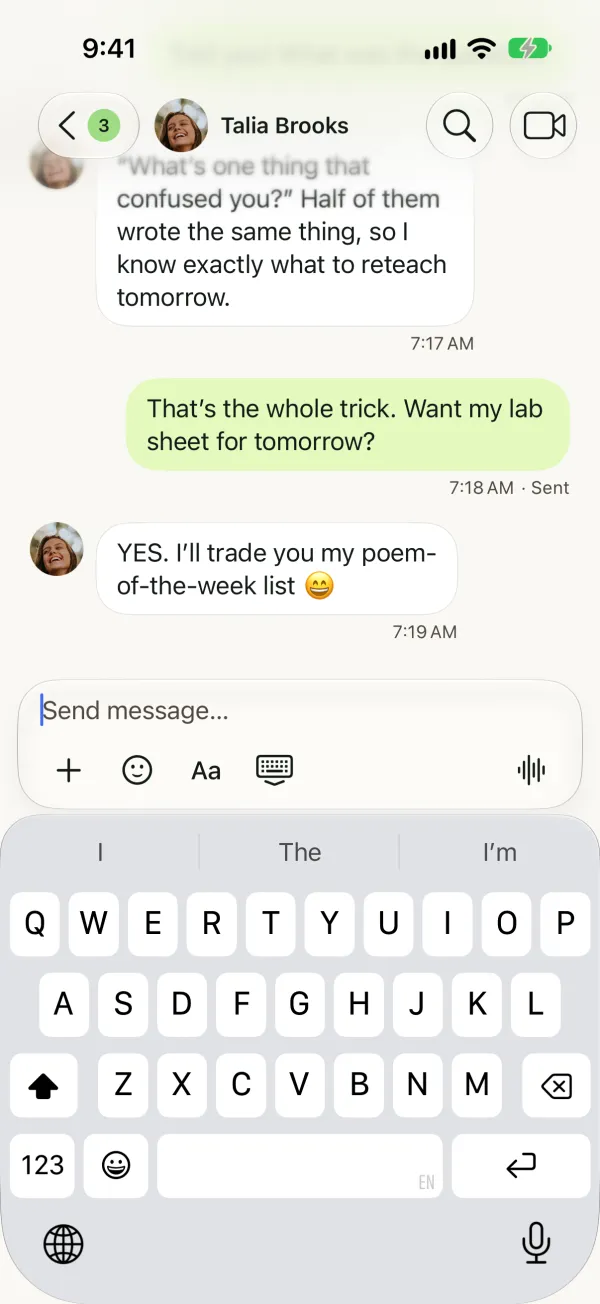 9:41
3
Talia Brooks
“What’s one thing that
confused you?” Half of them
wrote the same thing, so I
know exactly what to reteach
tomorrow.
7:17 AM
That’s the whole trick. Want my lab
sheet for tomorrow?
7:18 AM · Sent
YES. I’ll trade you my poem-
of-the-week list 😄
7:19 AM
Send message...
Aa
I The I’m
Q W E R T Y U I O P
A S D F G H J K L
Z X C V B N M
123
EN